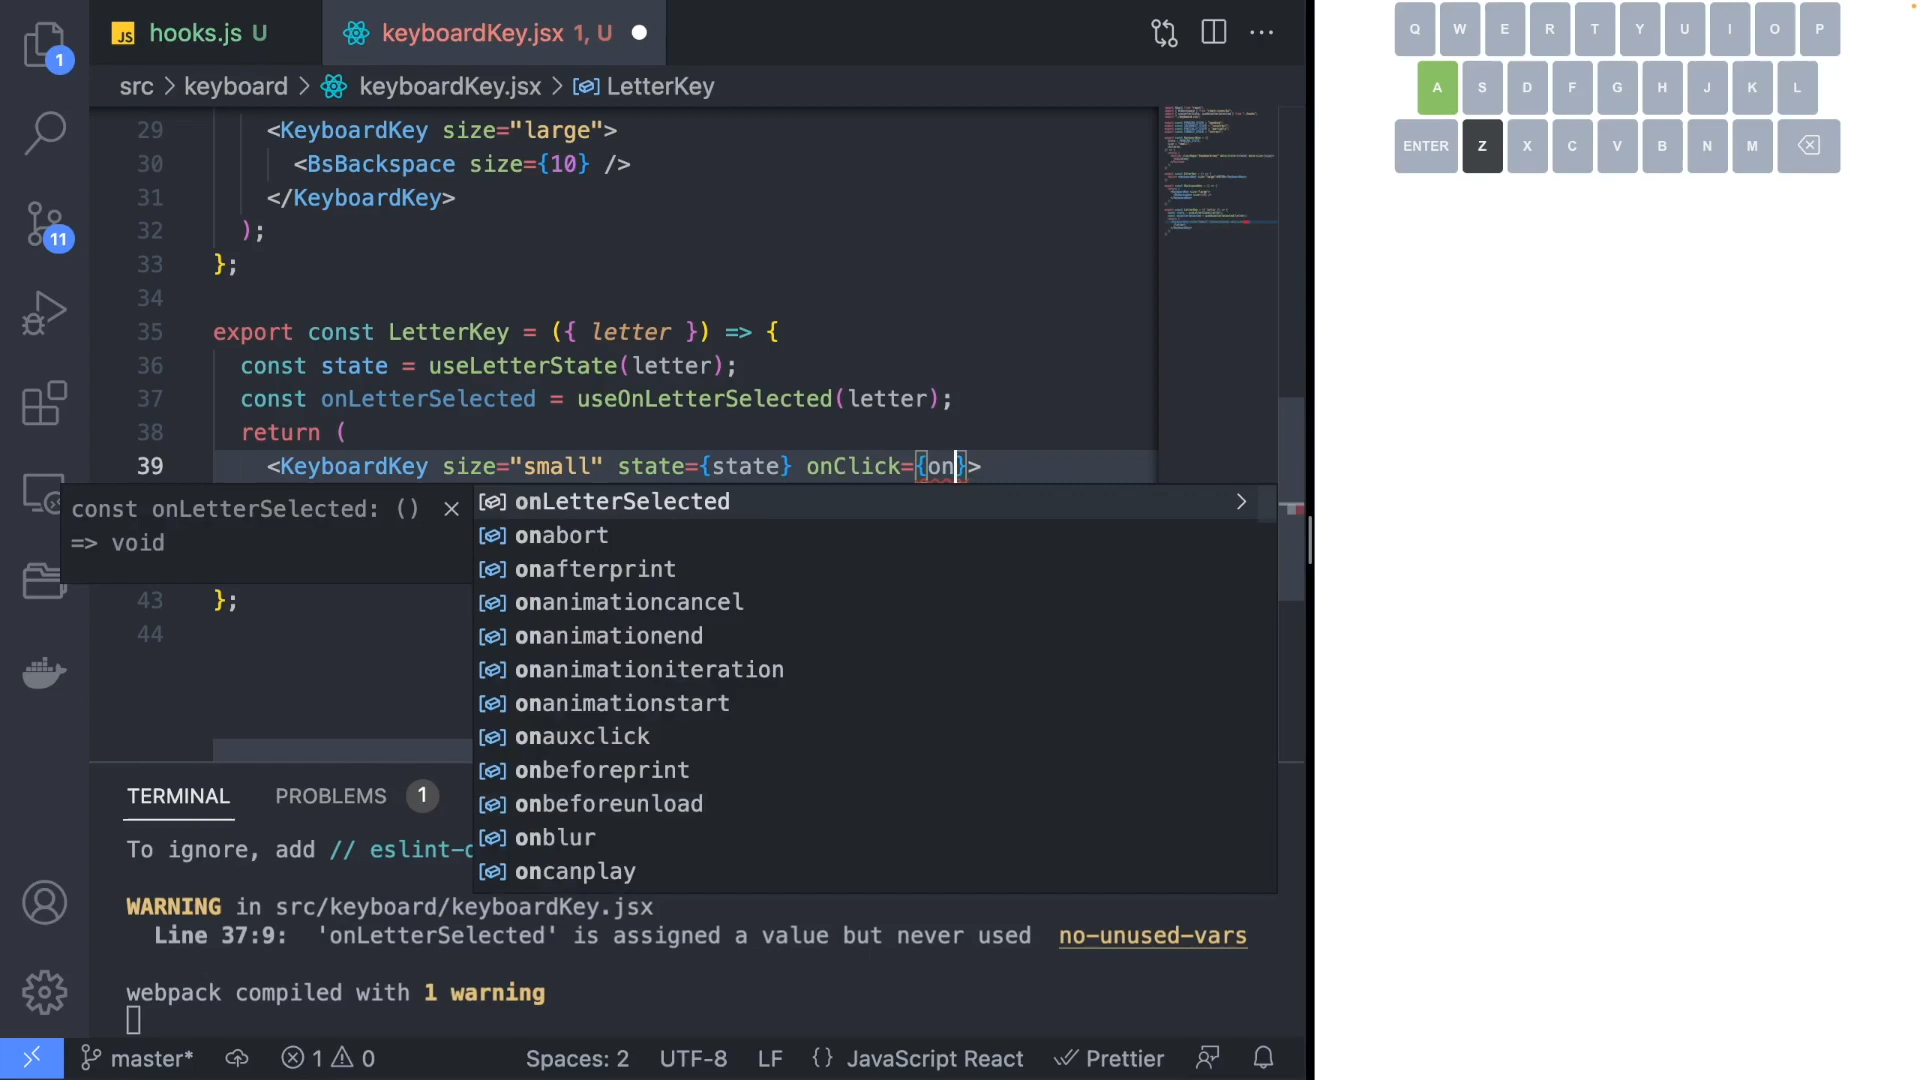 hooks.js U
keyboardKey.jsx 1, U
src > keyboard > keyboardKey.jsx > LetterKey
29 <KeyboardKey size="large">
30 <BsBackspace size={10} />
31 </KeyboardKey>
32 );
33 };
34
35 export const LetterKey = ({ letter }) => {
36 const state = useLetterState(letter);
37 const onLetterSelected = useOnLetterSelected(letter);
38 return (
39 <KeyboardKey size="small" state={state} onClick={on}>
const onLetterSelected: ()
=> void
onLetterSelected
onabort
onafterprint
onanimationcancel
onanimationend
onanimationiteration
onanimationstart
onauxclick
onbeforeprint
onbeforeunload
onblur
oncanplay
43 };
44
TERMINAL PROBLEMS 1
To ignore, add // eslint-
WARNING in src/keyboard/keyboardKey.jsx
Line 37:9: 'onLetterSelected' is assigned a value but never used no-unused-vars
webpack compiled with 1 warning
master* 1 0 Spaces: 2 UTF-8 LF {} JavaScript React Prettier
1
11
JS
Q W E R T Y U I O P
A S D F G H J K L
ENTER Z X C V B N M